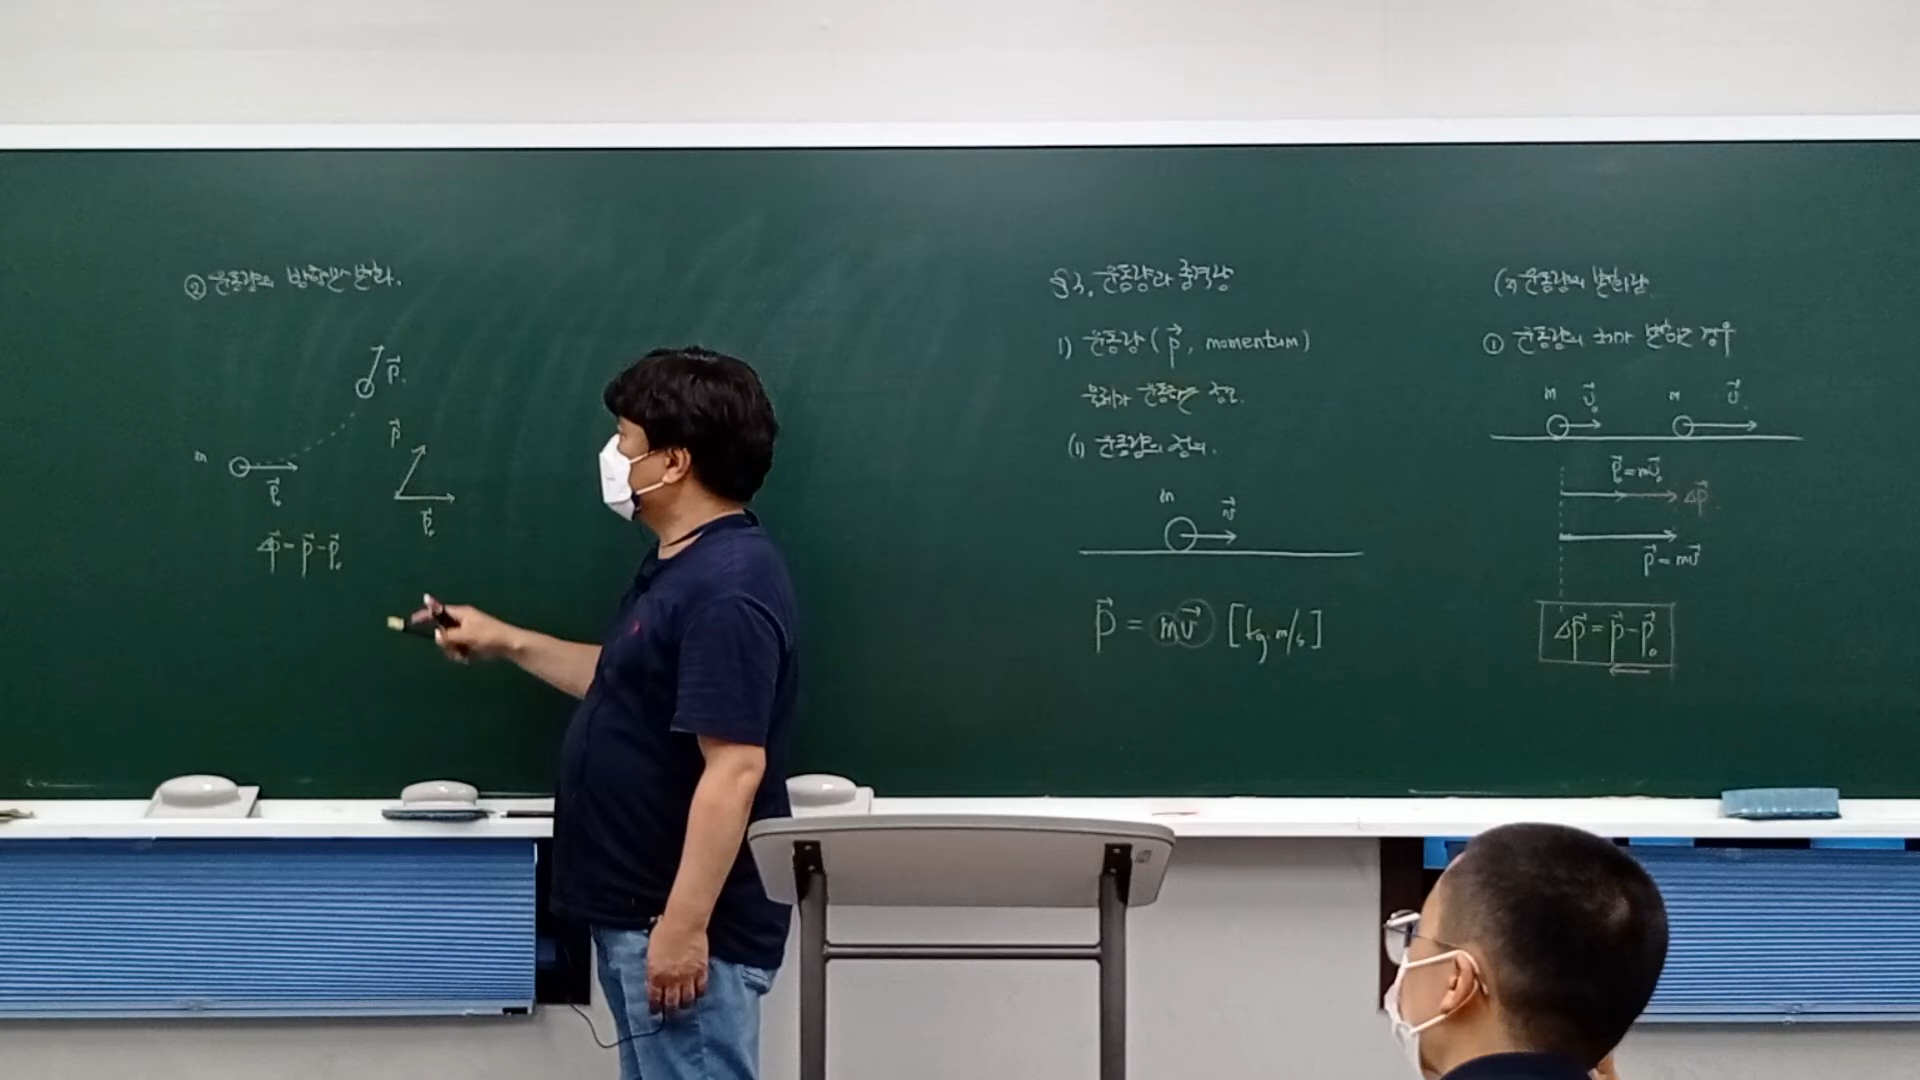 ② 운동량의 방향이 변화.
p⃗
m
p⃗₀
p⃗
p⃗₀
Δp⃗=p⃗-p⃗₀
§3. 운동량과 충격량
1) 운동량(p⃗, momentum)
물체가 운동하는 정도.
(1) 운동량의 정의.
m
v⃗
p⃗ = mv⃗ [kg·m/s]
(2) 운동량의 변화량
① 운동량의 크기가 변하는 경우
m v⃗₀ m v⃗
p⃗₀=mv⃗₀
Δp⃗
p⃗=mv⃗
Δp⃗=p⃗-p⃗₀